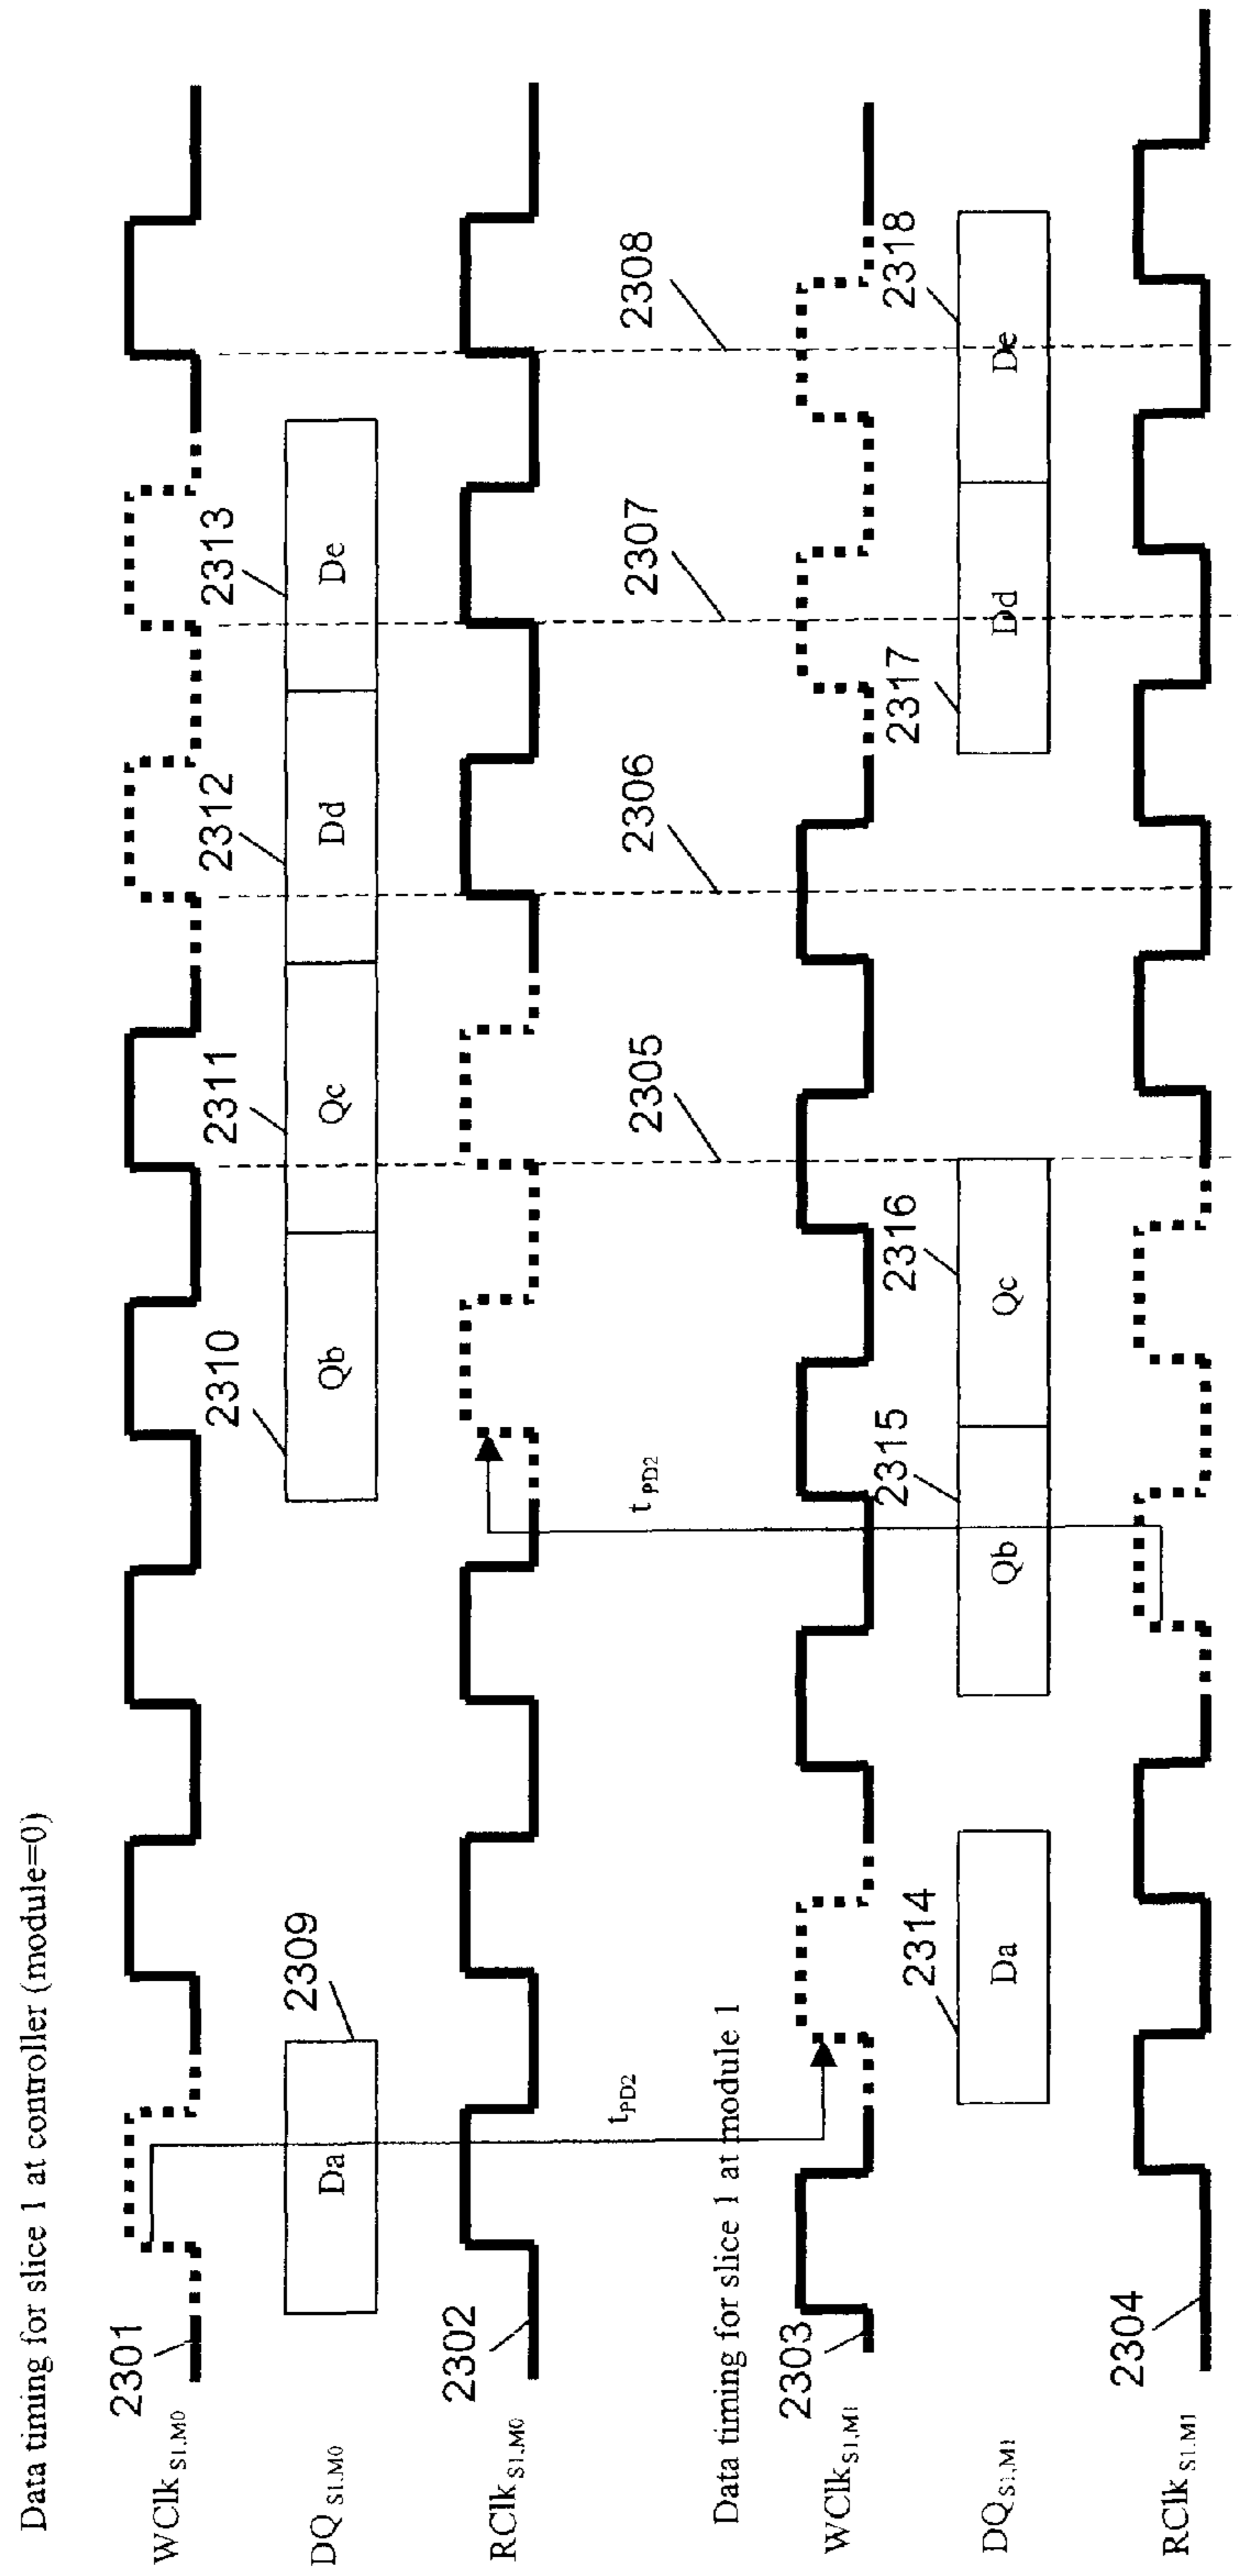 Data timing for slice 1 at controller (module=0)
WClk S1,M0
2301
DQ S1,M0
Da
2309
Qb
2310
Qc
2311
Dd
2312
De
2313
RClk S1,M0
2302
tPD2
tPD2
2305
2306
2307
2308
Data timing for slice 1 at module 1
WClk S1,M1
2303
DQ S1,M1
Da
2314
Qb
2315
Qc
2316
Dd
2317
De
2318
RClk S1,M1
2304